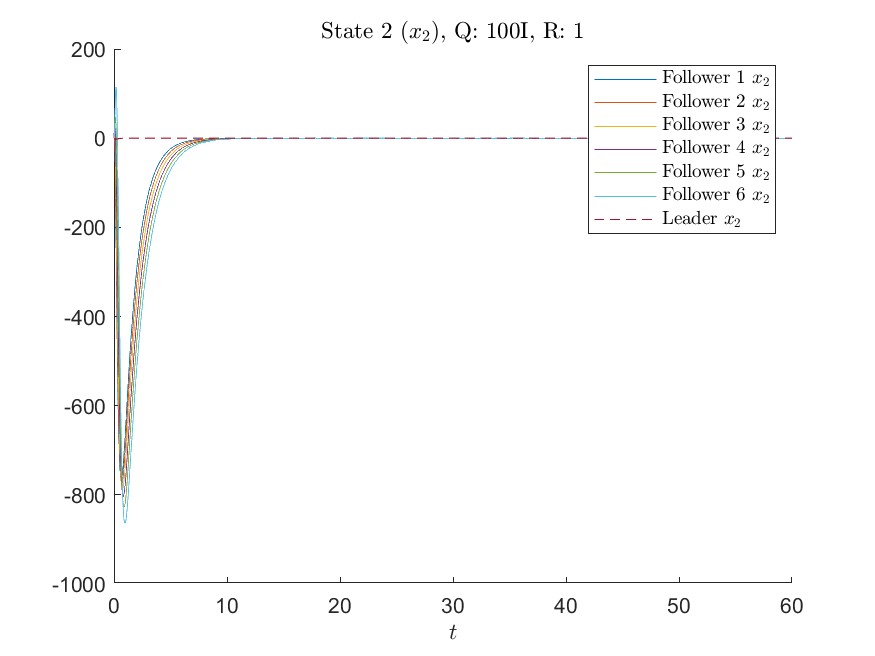 State 2 (x₂), Q: 100I, R: 1
200
0
-200
-400
-600
-800
-1000
Follower 1 x₂
Follower 2 x₂
Follower 3 x₂
Follower 4 x₂
Follower 5 x₂
Follower 6 x₂
Leader x₂
0 10 20 30 40 50 60
t